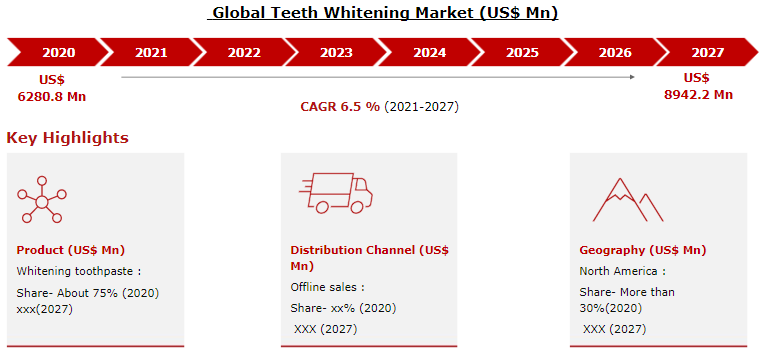 Global Teeth Whitening Market (US$ Mn)
2020 2021 2022 2023 2024 2025 2026 2027
US$
6280.8 Mn
US$
8942.2 Mn
CAGR 6.5 % (2021-2027)
Key Highlights
Product (US$ Mn)
Whitening toothpaste :
Share- About 75% (2020)
xxx(2027)
Distribution Channel (US$
Mn)
Offline sales :
Share- xx% (2020)
XXX (2027)
Geography (US$ Mn)
North America :
Share- More than
30%(2020)
XXX (2027)